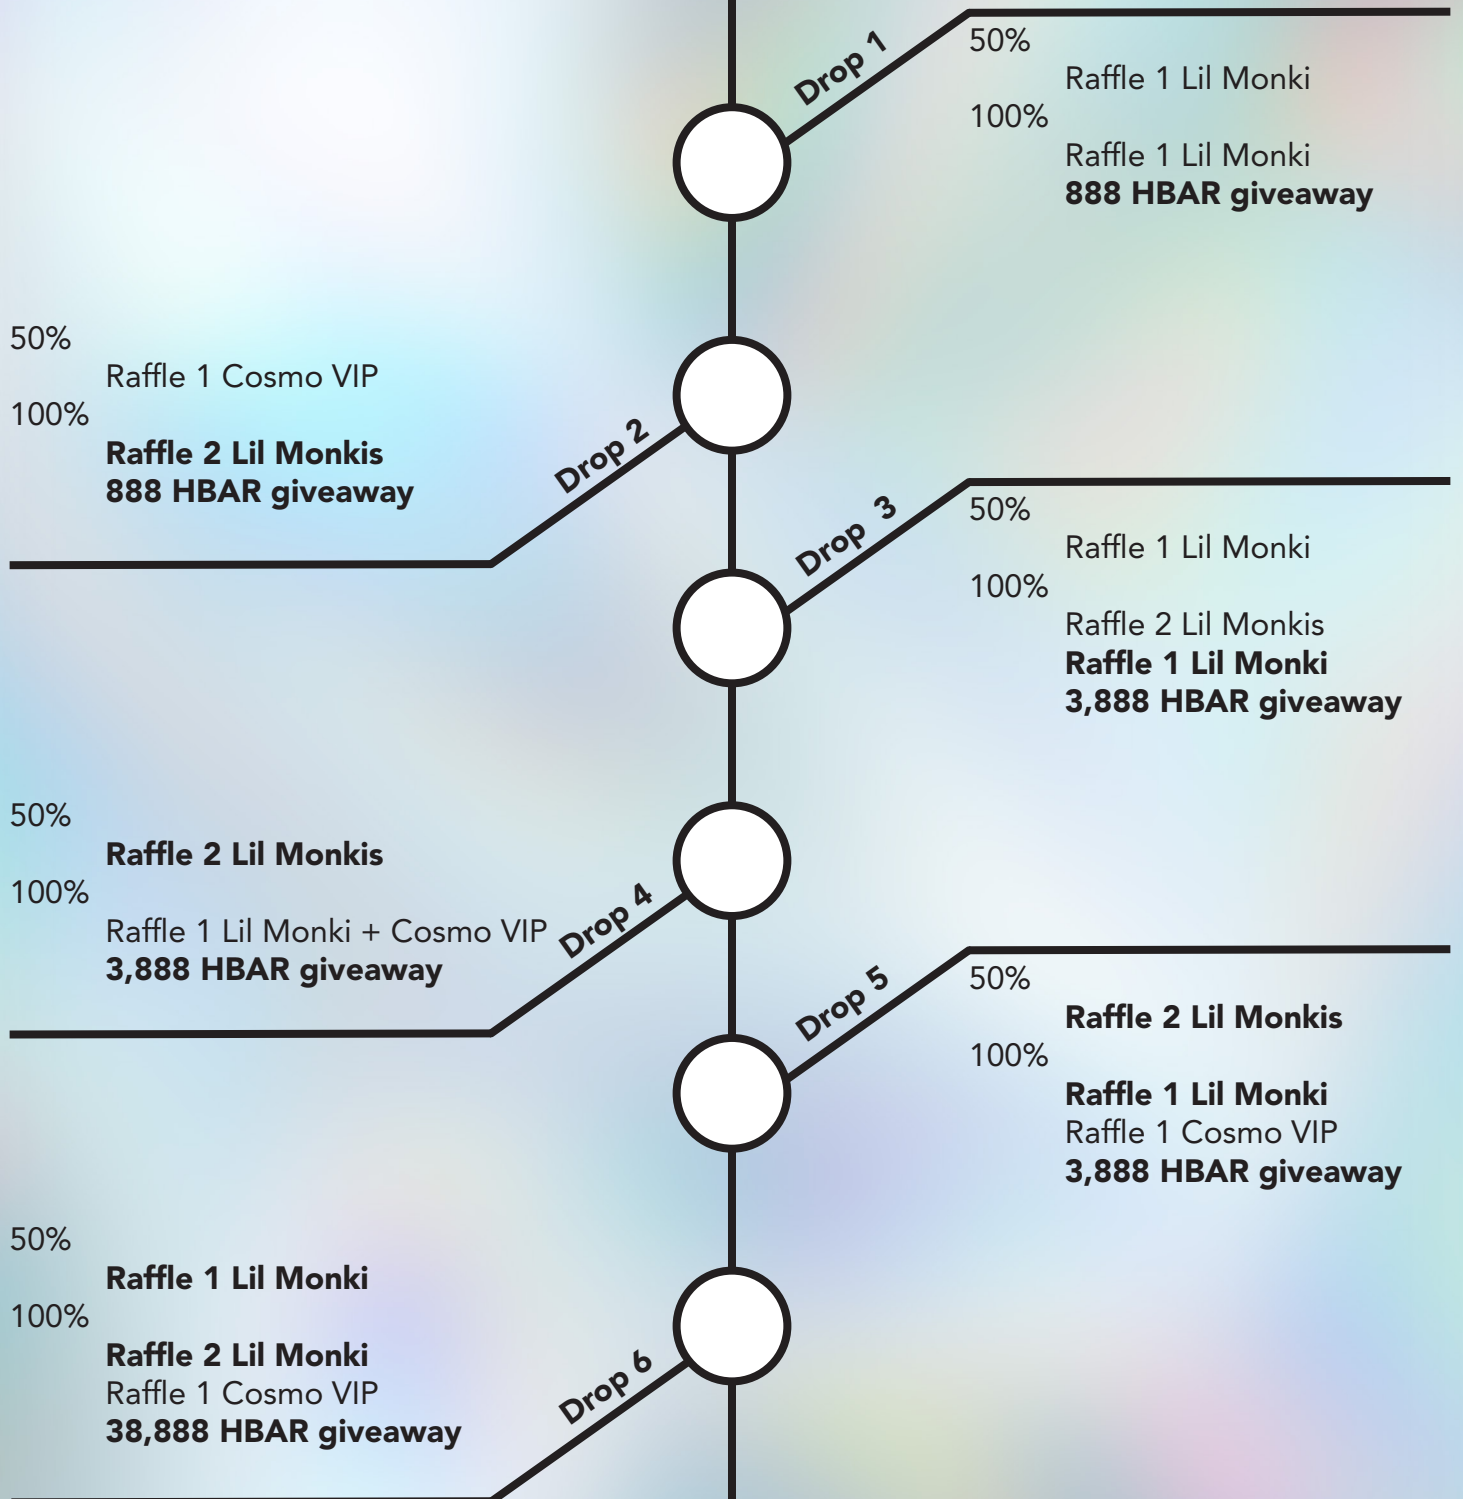 Drop 1
50%
Raffle 1 Lil Monki
100%
Raffle 1 Lil Monki
888 HBAR giveaway
50%
Raffle 1 Cosmo VIP
100%
Raffle 2 Lil Monkis
888 HBAR giveaway
Drop 2
Drop 3
50%
Raffle 1 Lil Monki
100%
Raffle 2 Lil Monkis
Raffle 1 Lil Monki
3,888 HBAR giveaway
50%
Raffle 2 Lil Monkis
100%
Raffle 1 Lil Monki + Cosmo VIP
3,888 HBAR giveaway
Drop 4
Drop 5
50%
Raffle 2 Lil Monkis
100%
Raffle 1 Lil Monki
Raffle 1 Cosmo VIP
3,888 HBAR giveaway
50%
Raffle 1 Lil Monki
100%
Raffle 2 Lil Monki
Raffle 1 Cosmo VIP
38,888 HBAR giveaway
Drop 6